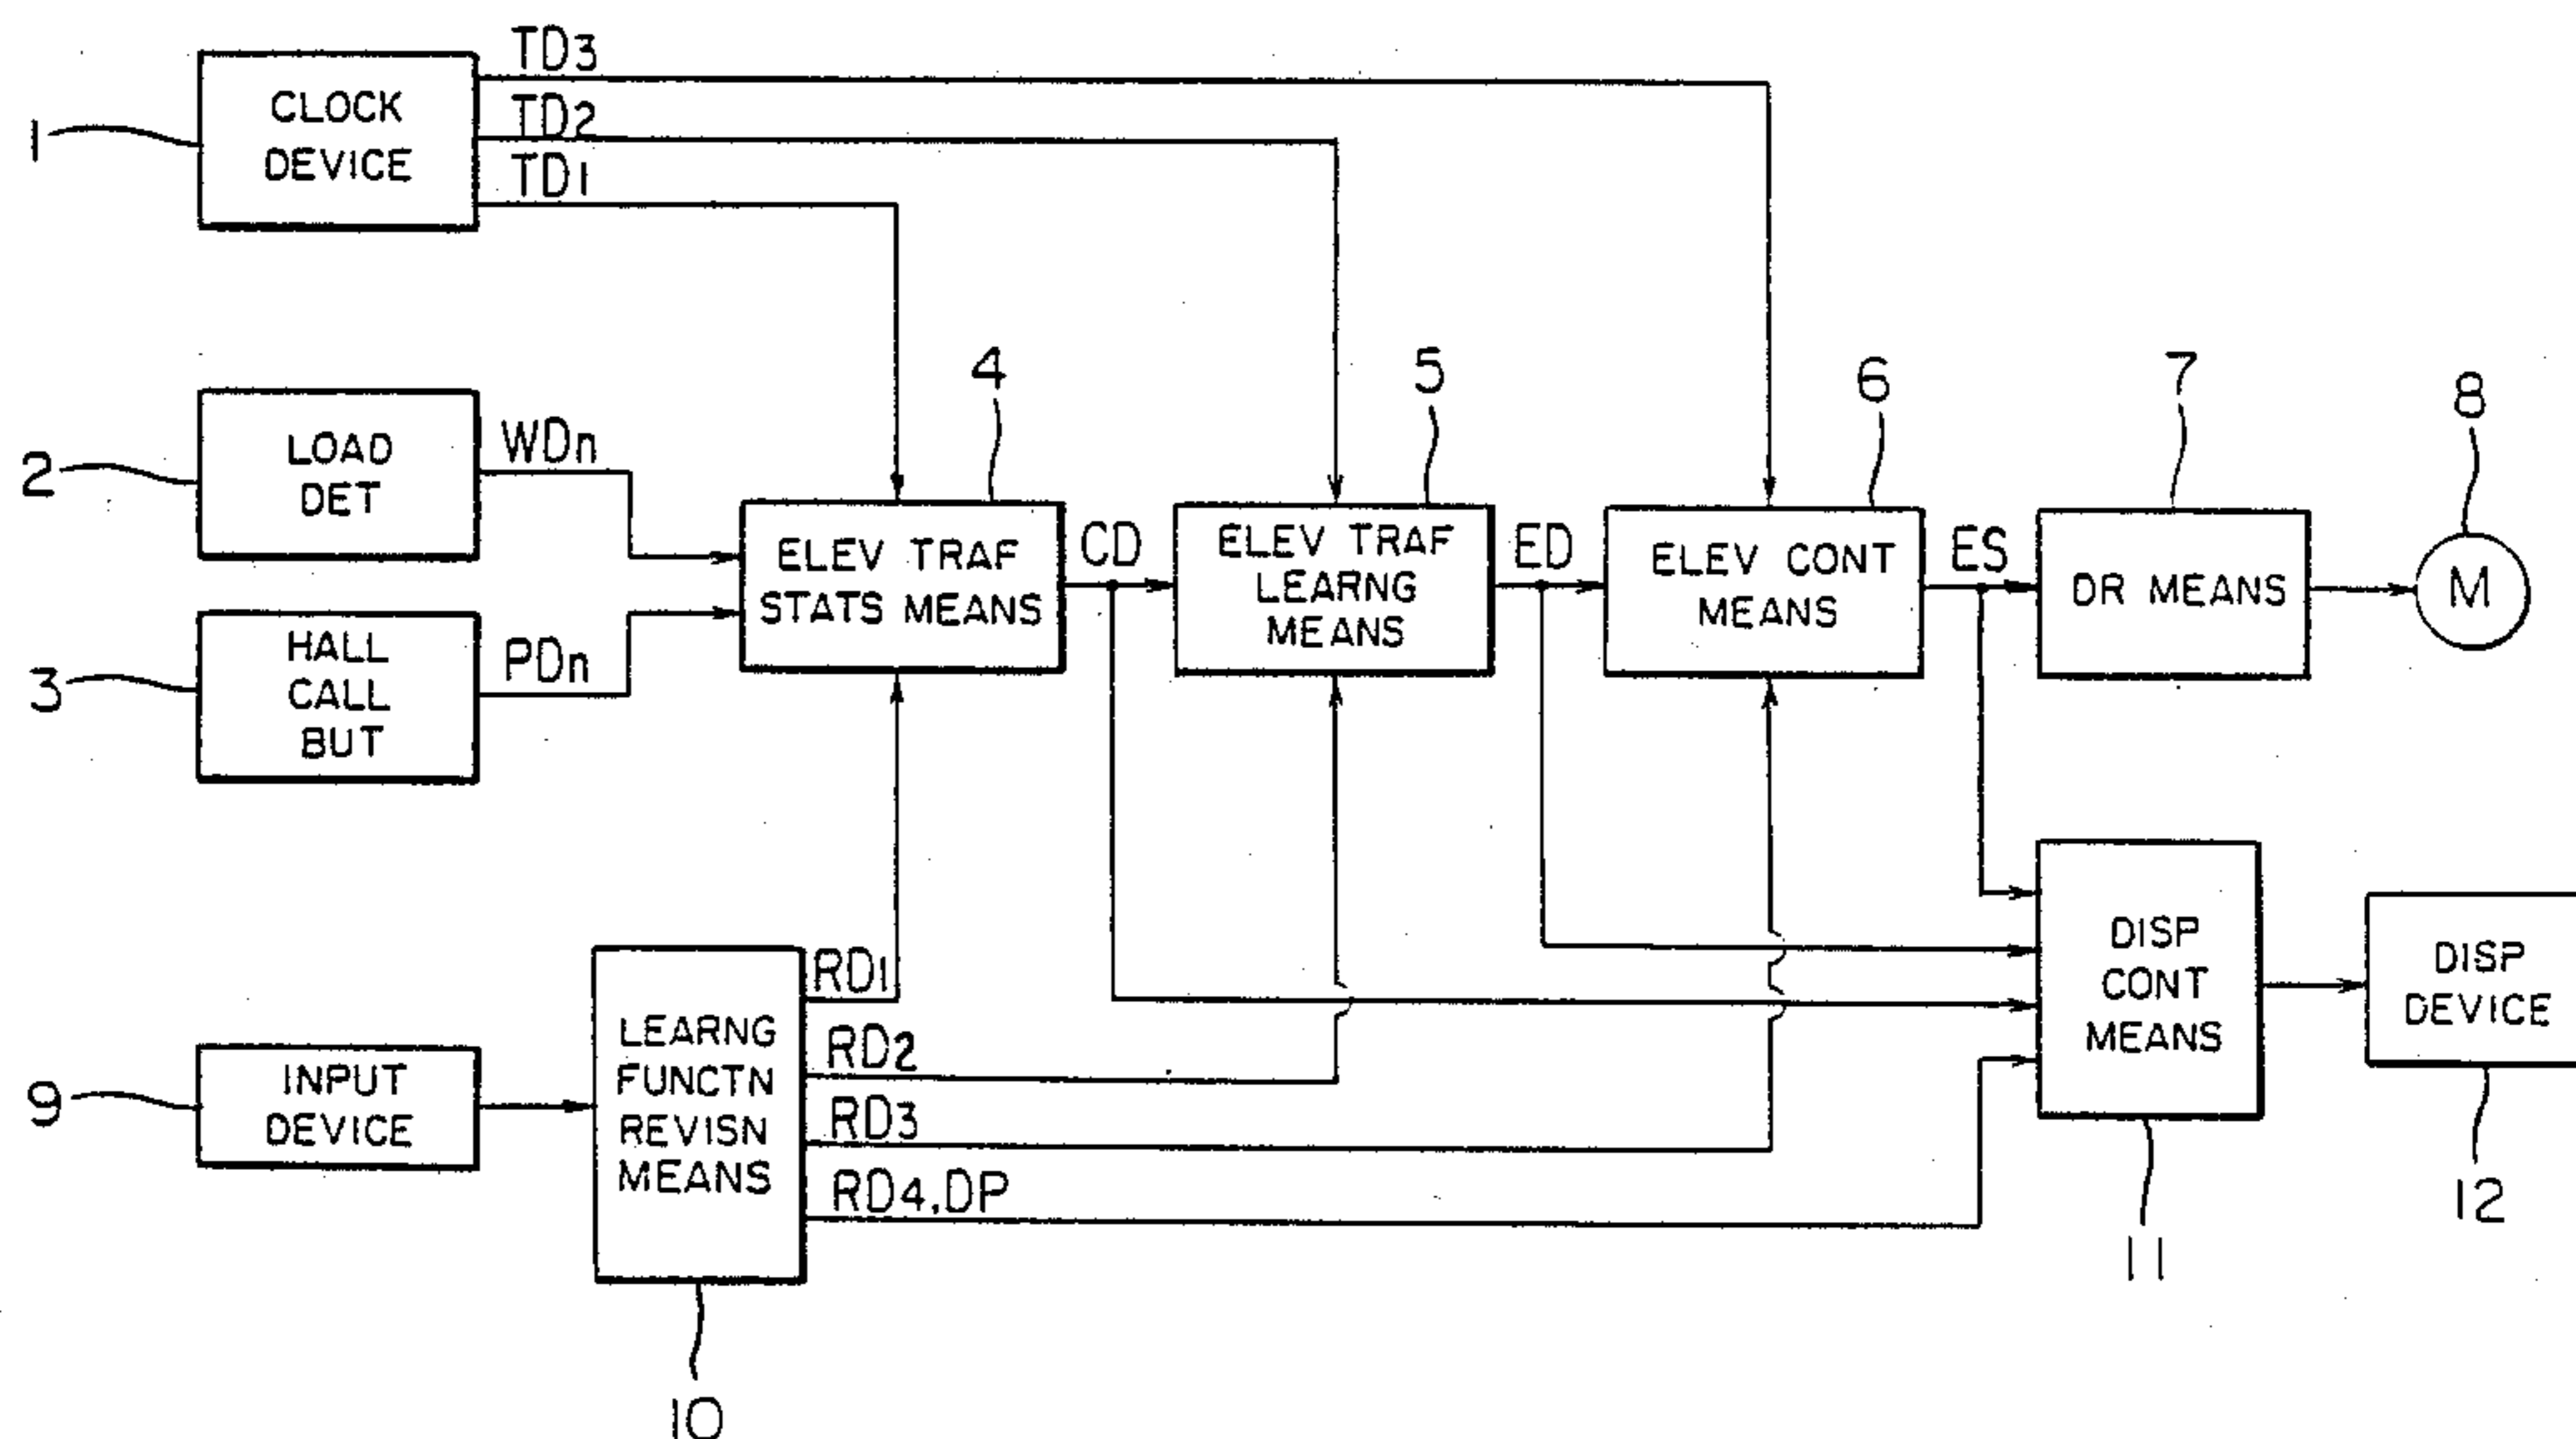 TD3
CLOCK
DEVICE
TD2
TD1
1
2
LOAD
DET
WDn
3
HALL
CALL
BUT
PDn
4
ELEV TRAF
STATS MEANS
CD
5
ELEV TRAF
LEARNG
MEANS
ED
6
ELEV CONT
MEANS
ES
7
DR MEANS
8
M
9
INPUT
DEVICE
LEARNG
FUNCTN
REVISN
MEANS
10
RD1
RD2
RD3
RD4,DP
DISP
CONT
MEANS
11
DISP
DEVICE
12